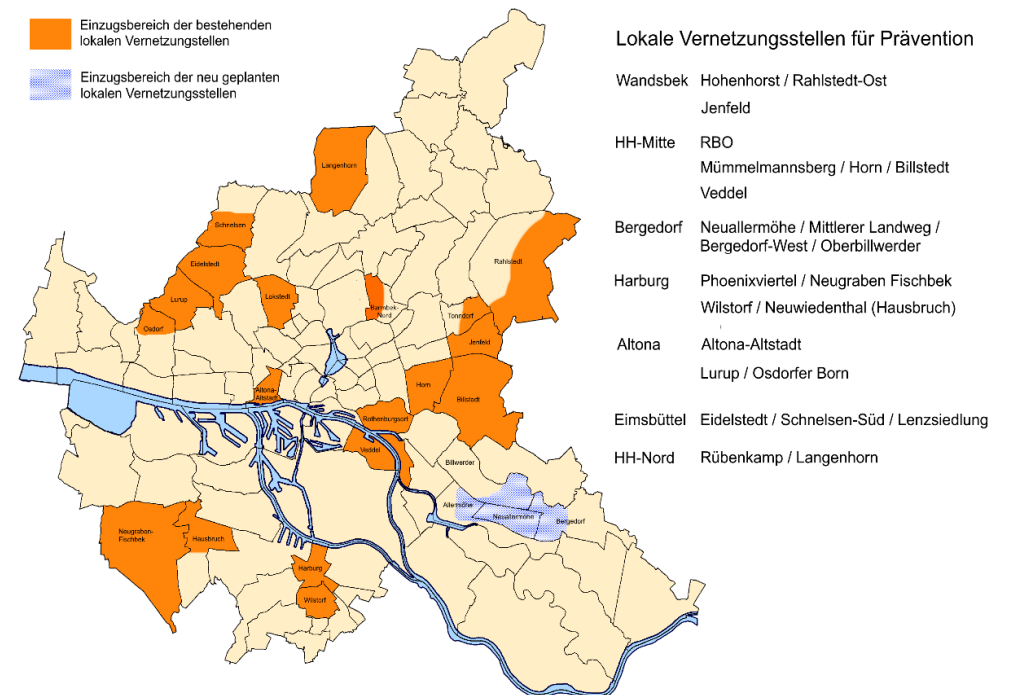 Einzugsbereich der bestehenden
lokalen Vernetzungstellen
Einzugsbereich der neu geplanten
lokalen Vernetzungsstellen
Lokale Vernetzungsstellen für Prävention
Wandsbek Hohenhorst / Rahlstedt-Ost
Jenfeld
HH-Mitte RBO
Mümmelmannsberg / Horn / Billstedt
Veddel
Bergedorf Neuallermöhe / Mittlerer Landweg /
Bergedorf-West / Oberbillwerder
Harburg Phoenixviertel / Neugraben Fischbek
Wilstorf / Neuwiedenthal (Hausbruch)
Altona Altona-Altstadt
Lurup / Osdorfer Born
Eimsbüttel Eidelstedt / Schnelsen-Süd / Lenzsiedlung
HH-Nord Rübenkamp / Langenhorn
Langenhorn
Schnelsen
Eidelstedt
Rahlstedt
Lurup
Lokstedt
Barmbek-
Nord
Tonndorf
Osdorf
Jenfeld
Altona-
Altstadt
Horn
Billstedt
Rothenburgsort
Veddel
Billwerder
Allermöhe
Neuallermöhe
Bergedorf
Neugraben-
Fischbek
Hausbruch
Harburg
Wilstorf